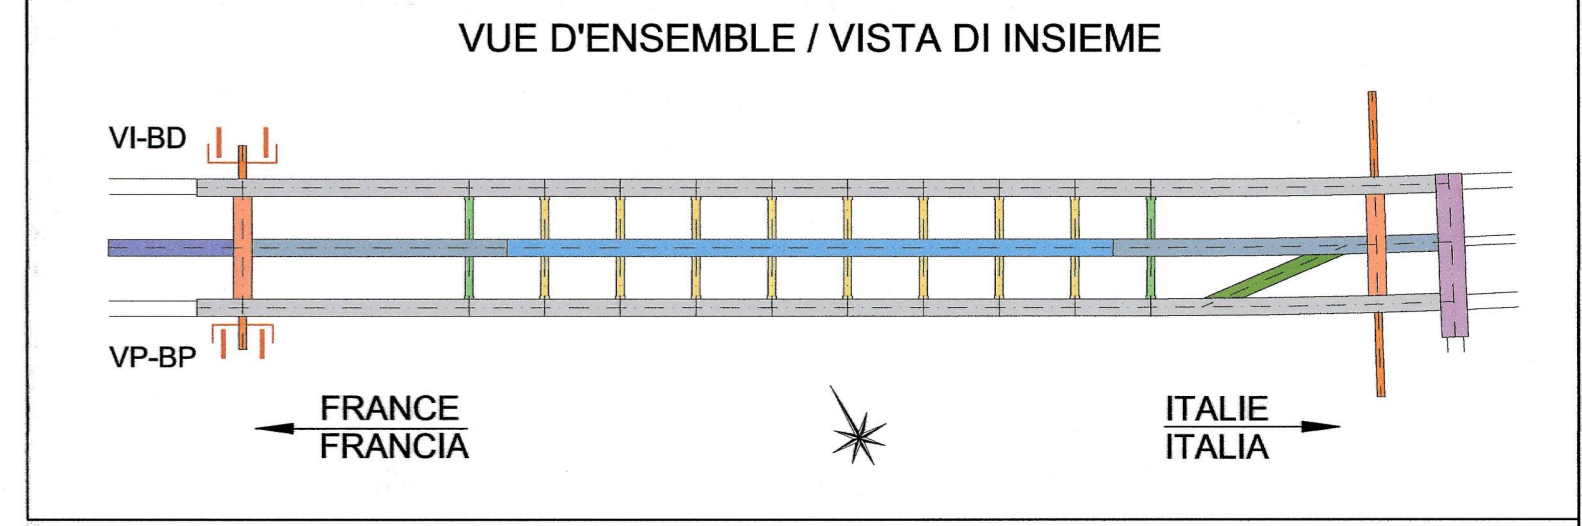 VUE D'ENSEMBLE / VISTA DI INSIEME
VI-BD
VP-BP
FRANCE
FRANCIA
ITALIE
ITALIA